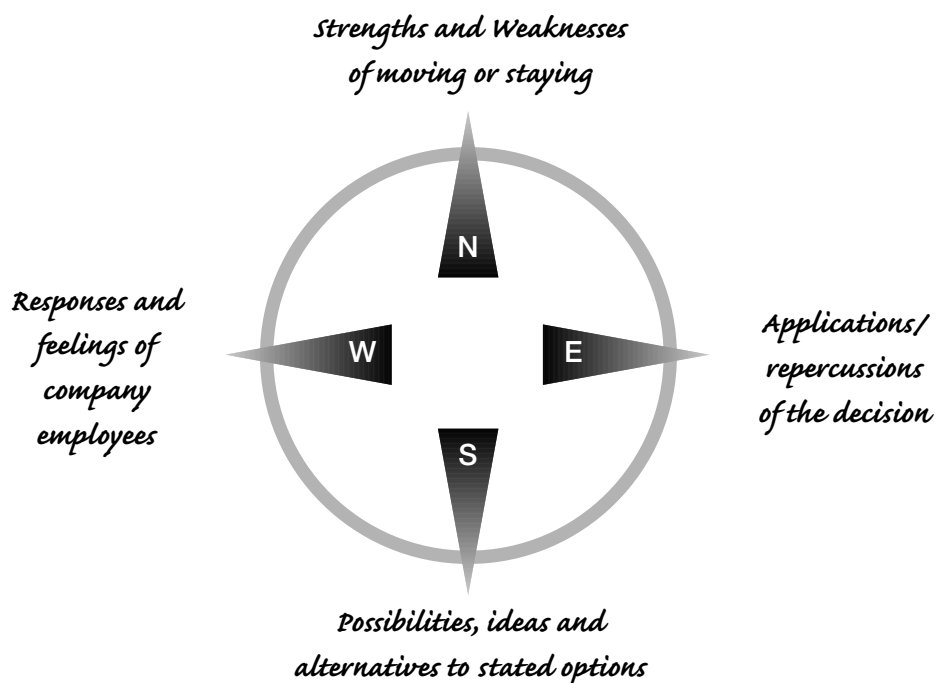 Strengths and Weaknesses
of moving or staying
N
Responses and
feelings of
company
employees
W
E
Applications/
repercussions
of the decision
S
Possibilities, ideas and
alternatives to stated options